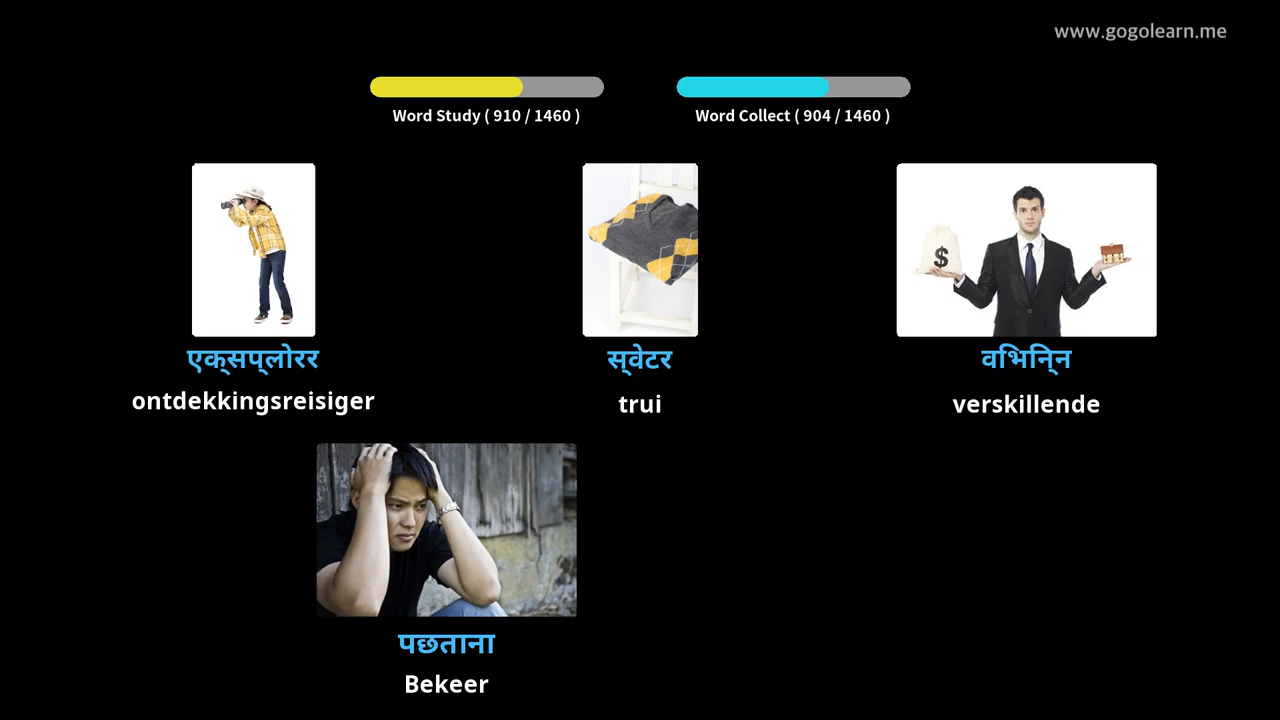 www.gogolearn.me
Word Study ( 910 / 1460 )
Word Collect ( 904 / 1460 )
एक्सप्लोरर
स्वेटर
विभिन्न
ontdekkingsreisiger
trui
verskillende
$
पछताना
Bekeer